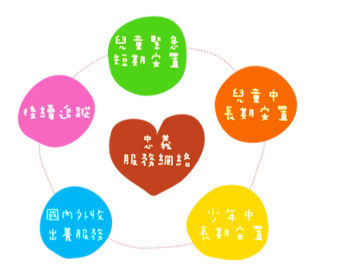 兒童緊急
短期安置
兒童中
長期安置
少年中
長期安置
國內外收
出養服務
後續追蹤
忠義
服務網絡